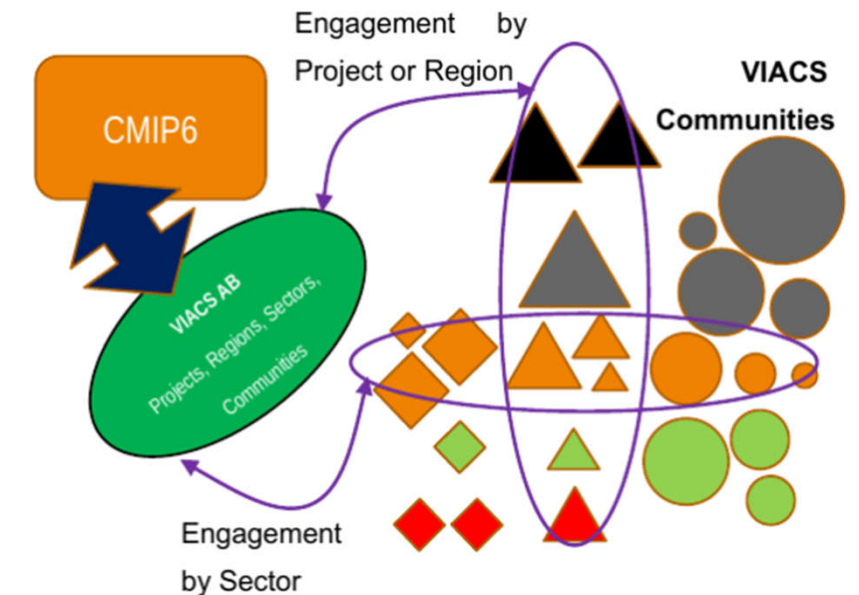 Engagement by
Project or Region
VIACS
Communities
CMIP6
VIACS AB
Projects, Regions, Sectors,
Communities
Engagement
by Sector